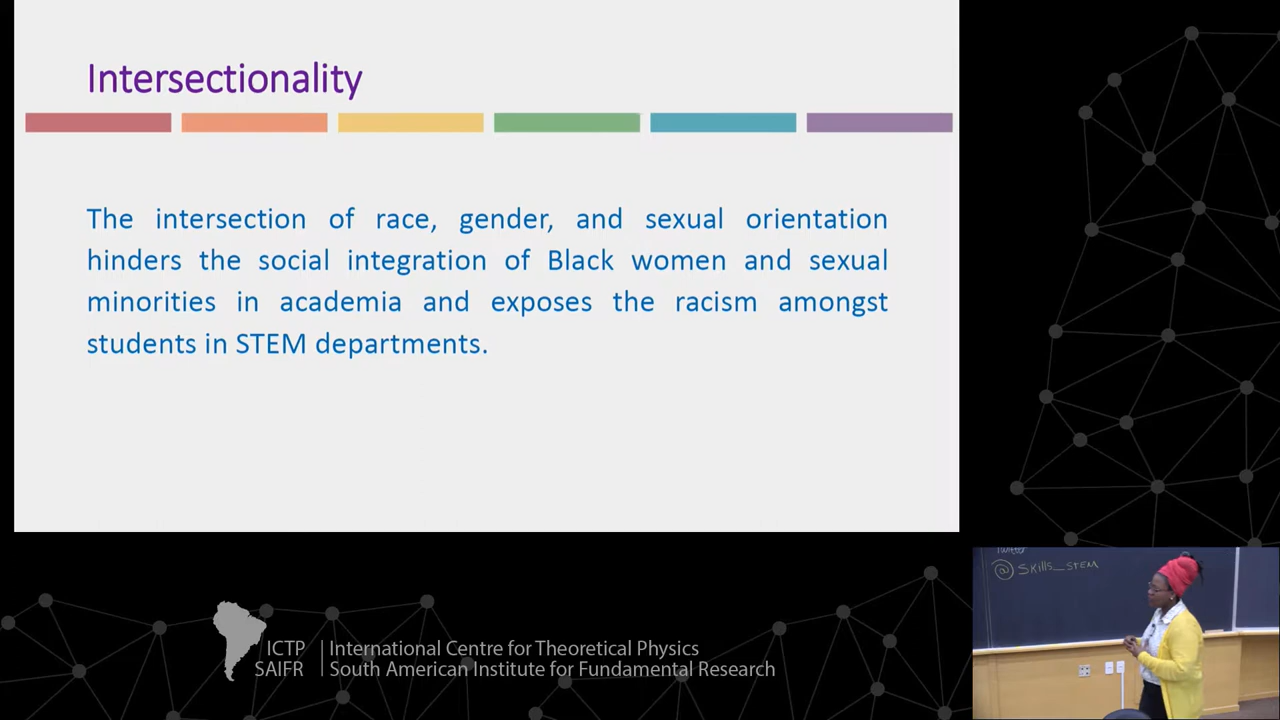 Intersectionality
The intersection of race, gender, and sexual orientation
hinders the social integration of Black women and sexual
minorities in academia and exposes the racism amongst
students in STEM departments.
Twitter
@ Skills_STEM
ICTP
SAIFR
International Centre for Theoretical Physics
South American Institute for Fundamental Research